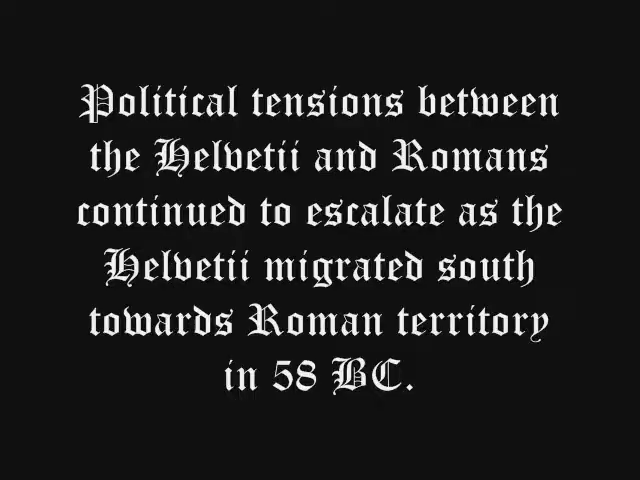 Political tensions between
the Helvetii and Romans
continued to escalate as the
Helvetii migrated south
towards Roman territory
in 58 BC.